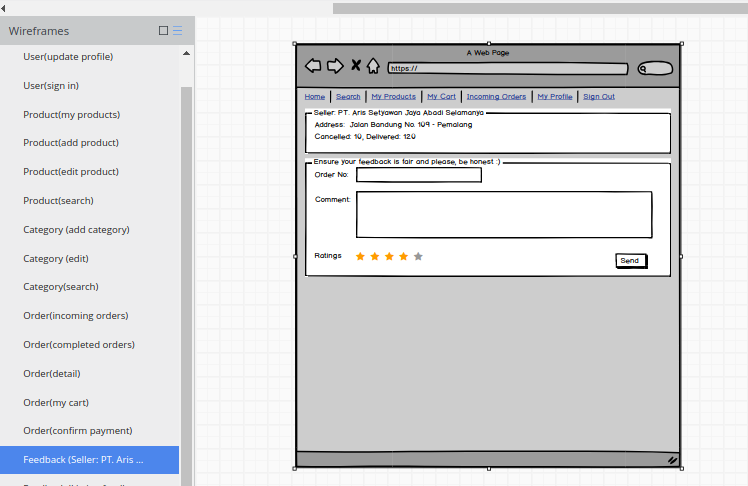 Wireframes
User(update profile)
User(sign in)
Product(my products)
Product(add product)
Product(edit product)
Product(search)
Category (add category)
Category (edit)
Category(search)
Order(incoming orders)
Order(completed orders)
Order(detail)
Order(my cart)
Order(confirm payment)
Feedback (Seller: PT. Aris ...
A Web Page
https://
Home Search My Products My Cart Incoming Orders My Profile Sign Out
Seller: PT. Aris Setyawan Jaya Abadi Selamanya
Address: Jalan Bandung No. 109 - Pemalang
Cancelled: 10, Delivered: 120
Ensure your feedback is fair and please, be honest :)
Order No:
Comment:
Ratings
Send